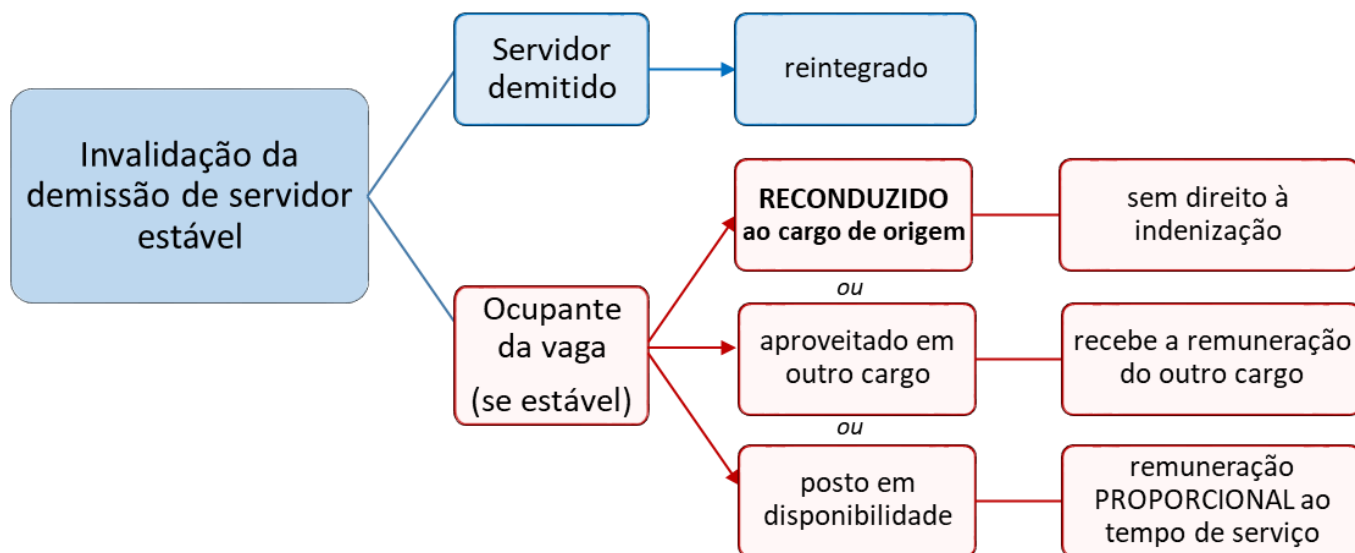 Invalidação da
demissão de servidor
estável
Servidor
demitido
reintegrado
Ocupante
da vaga
(se estável)
RECONDUZIDO
ao cargo de origem
sem direito à
indenização
ou
aproveitado em
outro cargo
recebe a remuneração
do outro cargo
ou
posto em
disponibilidade
remuneração
PROPORCIONAL ao
tempo de serviço